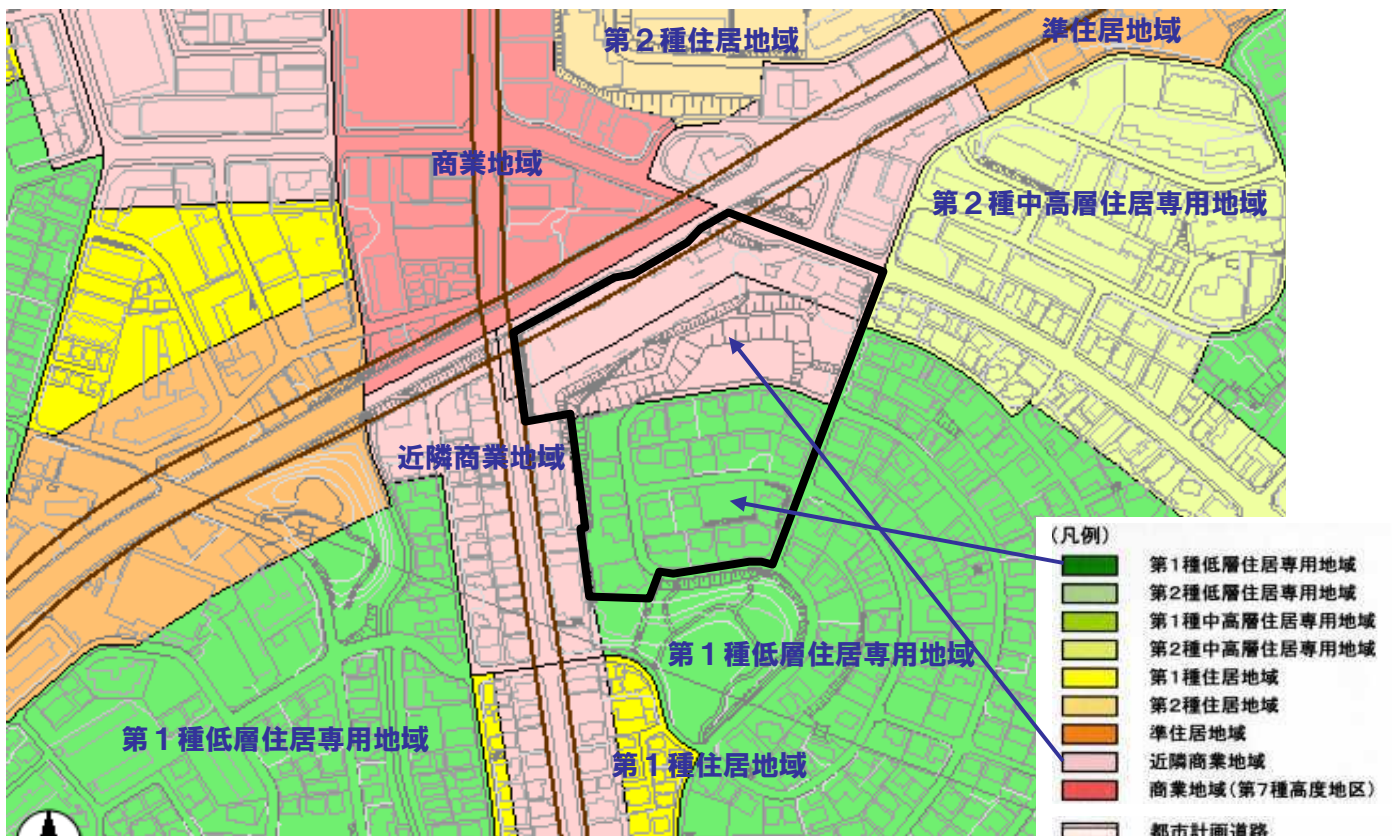 第２種住居地域
準住居地域
商業地域
第２種中高層住居専用地域
近隣商業地域
第１種低層住居専用地域
第１種低層住居専用地域
第１種住居地域
(凡例)
第1種低層住居専用地域
第2種低層住居専用地域
第1種中高層住居専用地域
第2種中高層住居専用地域
第1種住居地域
第2種住居地域
準住居地域
近隣商業地域
商業地域(第7種高度地区)
都市計画道路